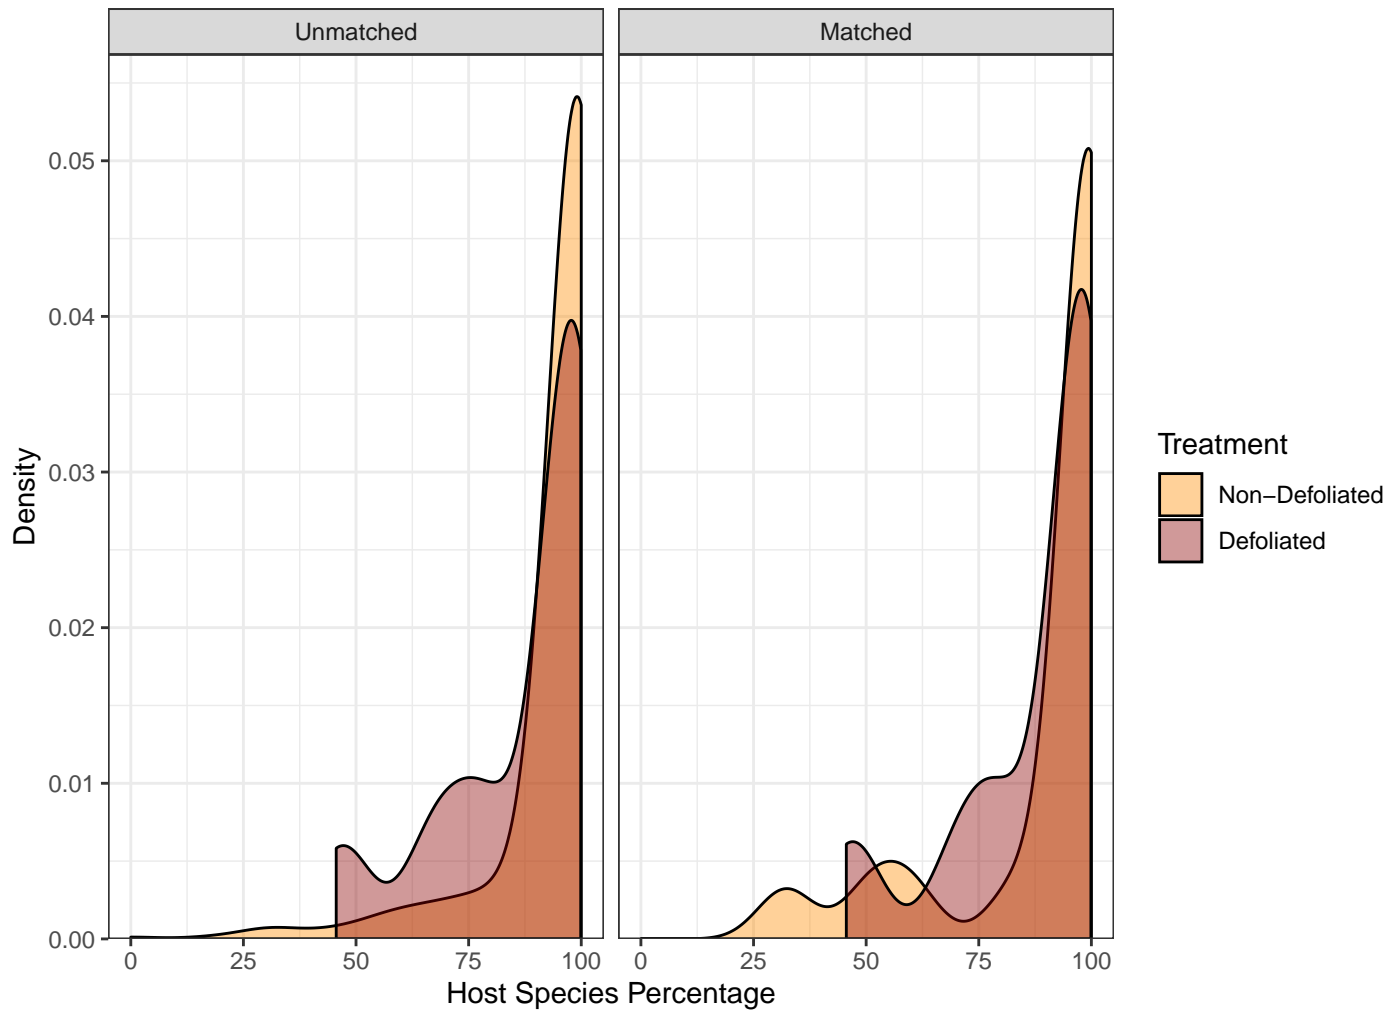 Unmatched
Matched
0.05
0.04
0.03
0.02
0.01
0.00
Density
0 25 50 75 100
0 25 50 75 100
Host Species Percentage
Treatment
Non−Defoliated
Defoliated